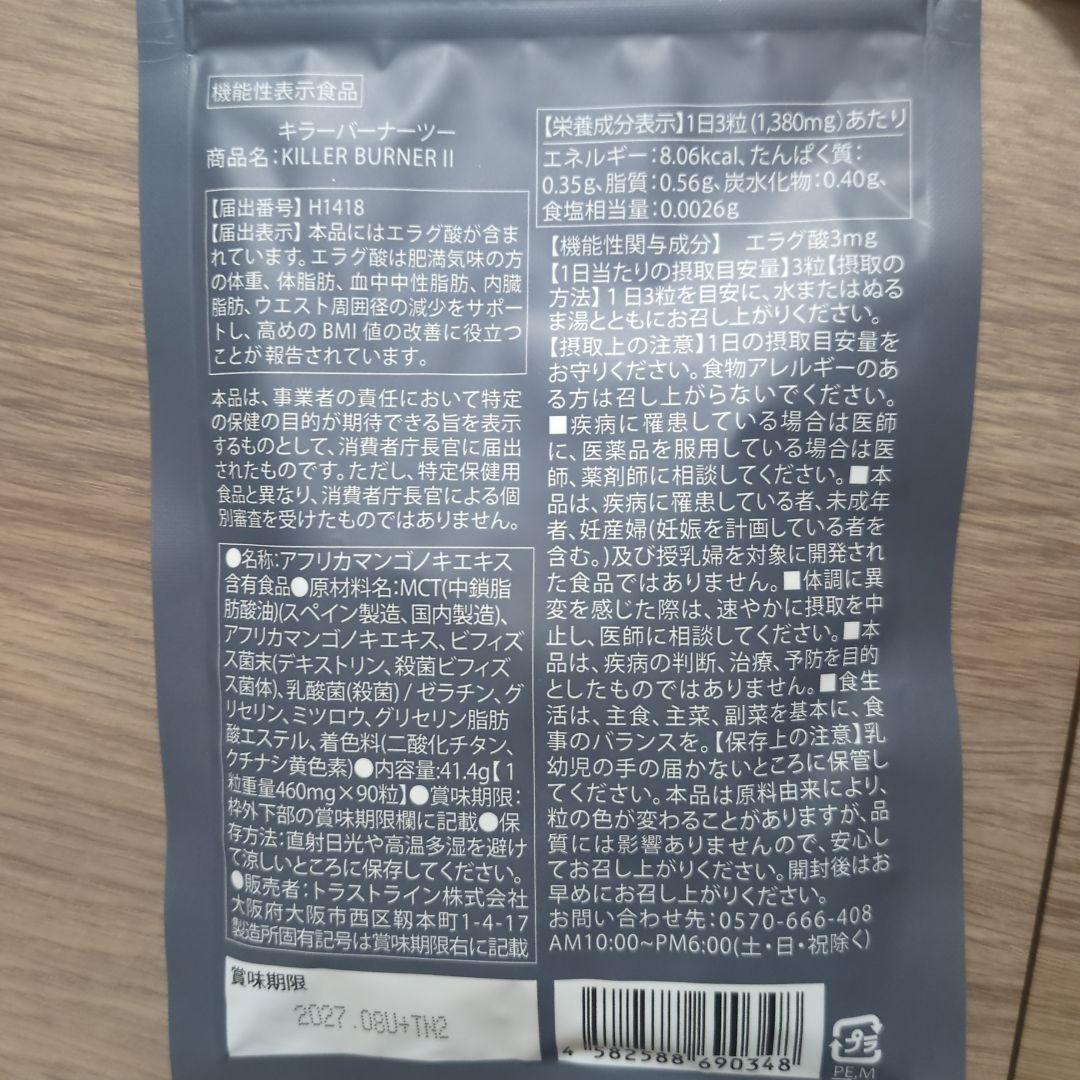 機能性表示食品
キラーバーナーツー
商品名:KILLER BURNER II
【届出番号】 H1418
【届出表示】 本品にはエラグ酸が含ま
れています。エラグ酸は肥満気味の方
の体重、体脂肪、血中中性脂肪、内臓
脂肪、ウエスト周囲径の減少をサポー
トし、高めの BMI 値の改善に役立つ
ことが報告されています。
本品は、事業者の責任において特定
の保健の目的が期待できる旨を表示
するものとして、消費者庁長官に届出
されたものです。ただし、特定保健用
食品と異なり、消費者庁長官による個
別審査を受けたものではありません。
●名称:アフリカマンゴノキエキス
含有食品●原材料名:MCT(中鎖脂
肪酸油)(スペイン製造、国内製造)、
アフリカマンゴノキエキス、ビフィズ
ス菌末(デキストリン、殺菌ビフィズ
ス菌体)、乳酸菌(殺菌) / ゼラチン、グ
リセリン、ミツロウ、グリセリン脂肪
酸エステル、着色料(二酸化チタン、
クチナシ黄色素)●内容量:41.4g【1
粒重量460mg×90粒】●賞味期限:
枠外下部の賞味期限欄に記載●保
存方法:直射日光や高温多湿を避け
て涼しいところに保存してください。
●販売者:トラストライン株式会社
大阪府大阪市西区靱本町1-4-17
製造所固有記号は賞味期限右に記載
賞味期限
2027.08U+TM2
【栄養成分表示】1日3粒(1,380mg)あたり
エネルギー:8.06kcal、たんぱく質:
0.35g、脂質:0.56g、炭水化物:0.40g、
食塩相当量:0.0026g
【機能性関与成分】 エラグ酸3mg
【1日当たりの摂取目安量】3粒【摂取の
方法】1日3粒を目安に、水またはぬる
ま湯とともにお召し上がりください。
【摂取上の注意】1日の摂取目安量を
お守りください。食物アレルギーのあ
る方は召し上がらないでください。
■疾病に罹患している場合は医師
に、医薬品を服用している場合は医
師、薬剤師に相談してください。■本
品は、疾病に罹患している者、未成年
者、妊産婦(妊娠を計画している者を
含む。)及び授乳婦を対象に開発され
た食品ではありません。■体調に異
変を感じた際は、速やかに摂取を中
止し、医師に相談してください。■本
品は、疾病の判断、治療、予防を目的
としたものではありません。■食生
活は、主食、主菜、副菜を基本に、食
事のバランスを。【保存上の注意】乳
幼児の手の届かないところに保管し
てください。本品は原料由来により、
粒の色が変わることがありますが、品
質には影響ありませんので、安心し
てお召し上がりください。開封後はお
早めにお召し上がりください。
お問い合わせ先:0570-666-408
AM10:00~PM6:00(土・日・祝除く)
4 582588 690348
プラ
PE,M